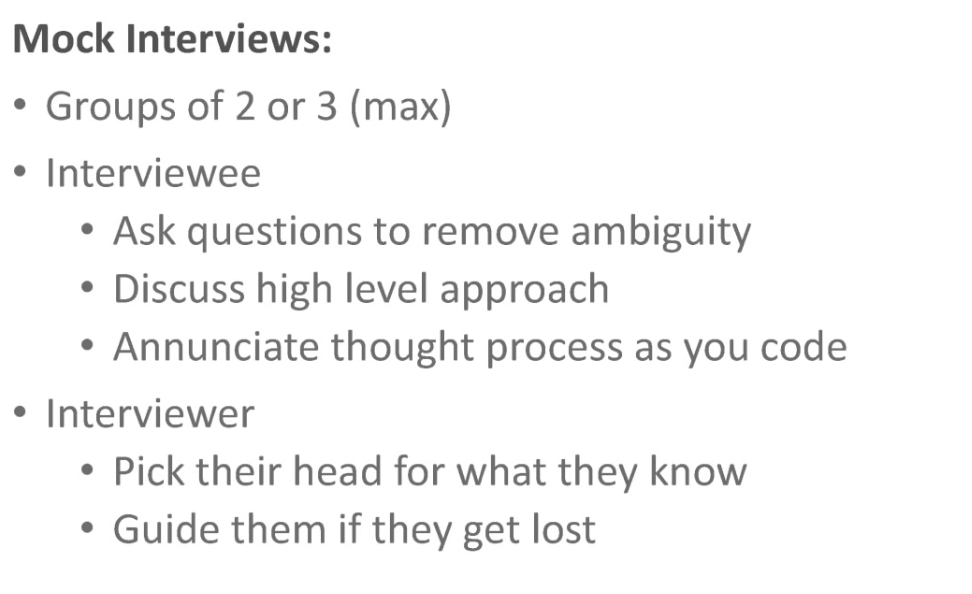 Mock Interviews:
• Groups of 2 or 3 (max)
• Interviewee
• Ask questions to remove ambiguity
• Discuss high level approach
• Annunciate thought process as you code
• Interviewer
• Pick their head for what they know
• Guide them if they get lost